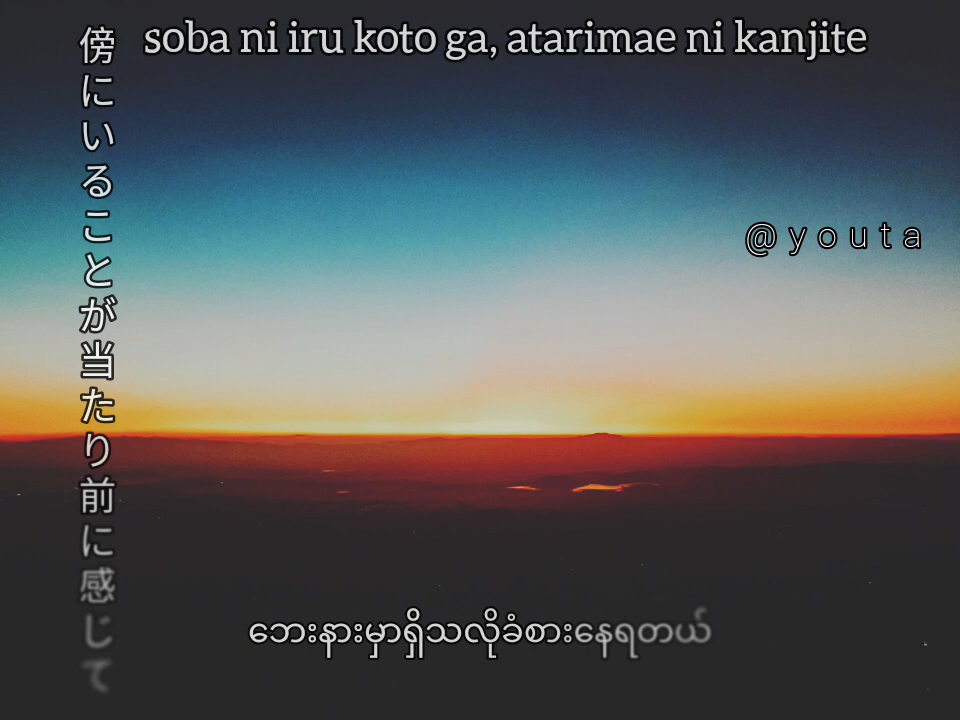 soba ni iru koto ga, atarimae ni kanjite
傍にいることが当たり前に感じて
@youta
ဘေးနားမှာရှိသလိုခံစားနေရတယ်